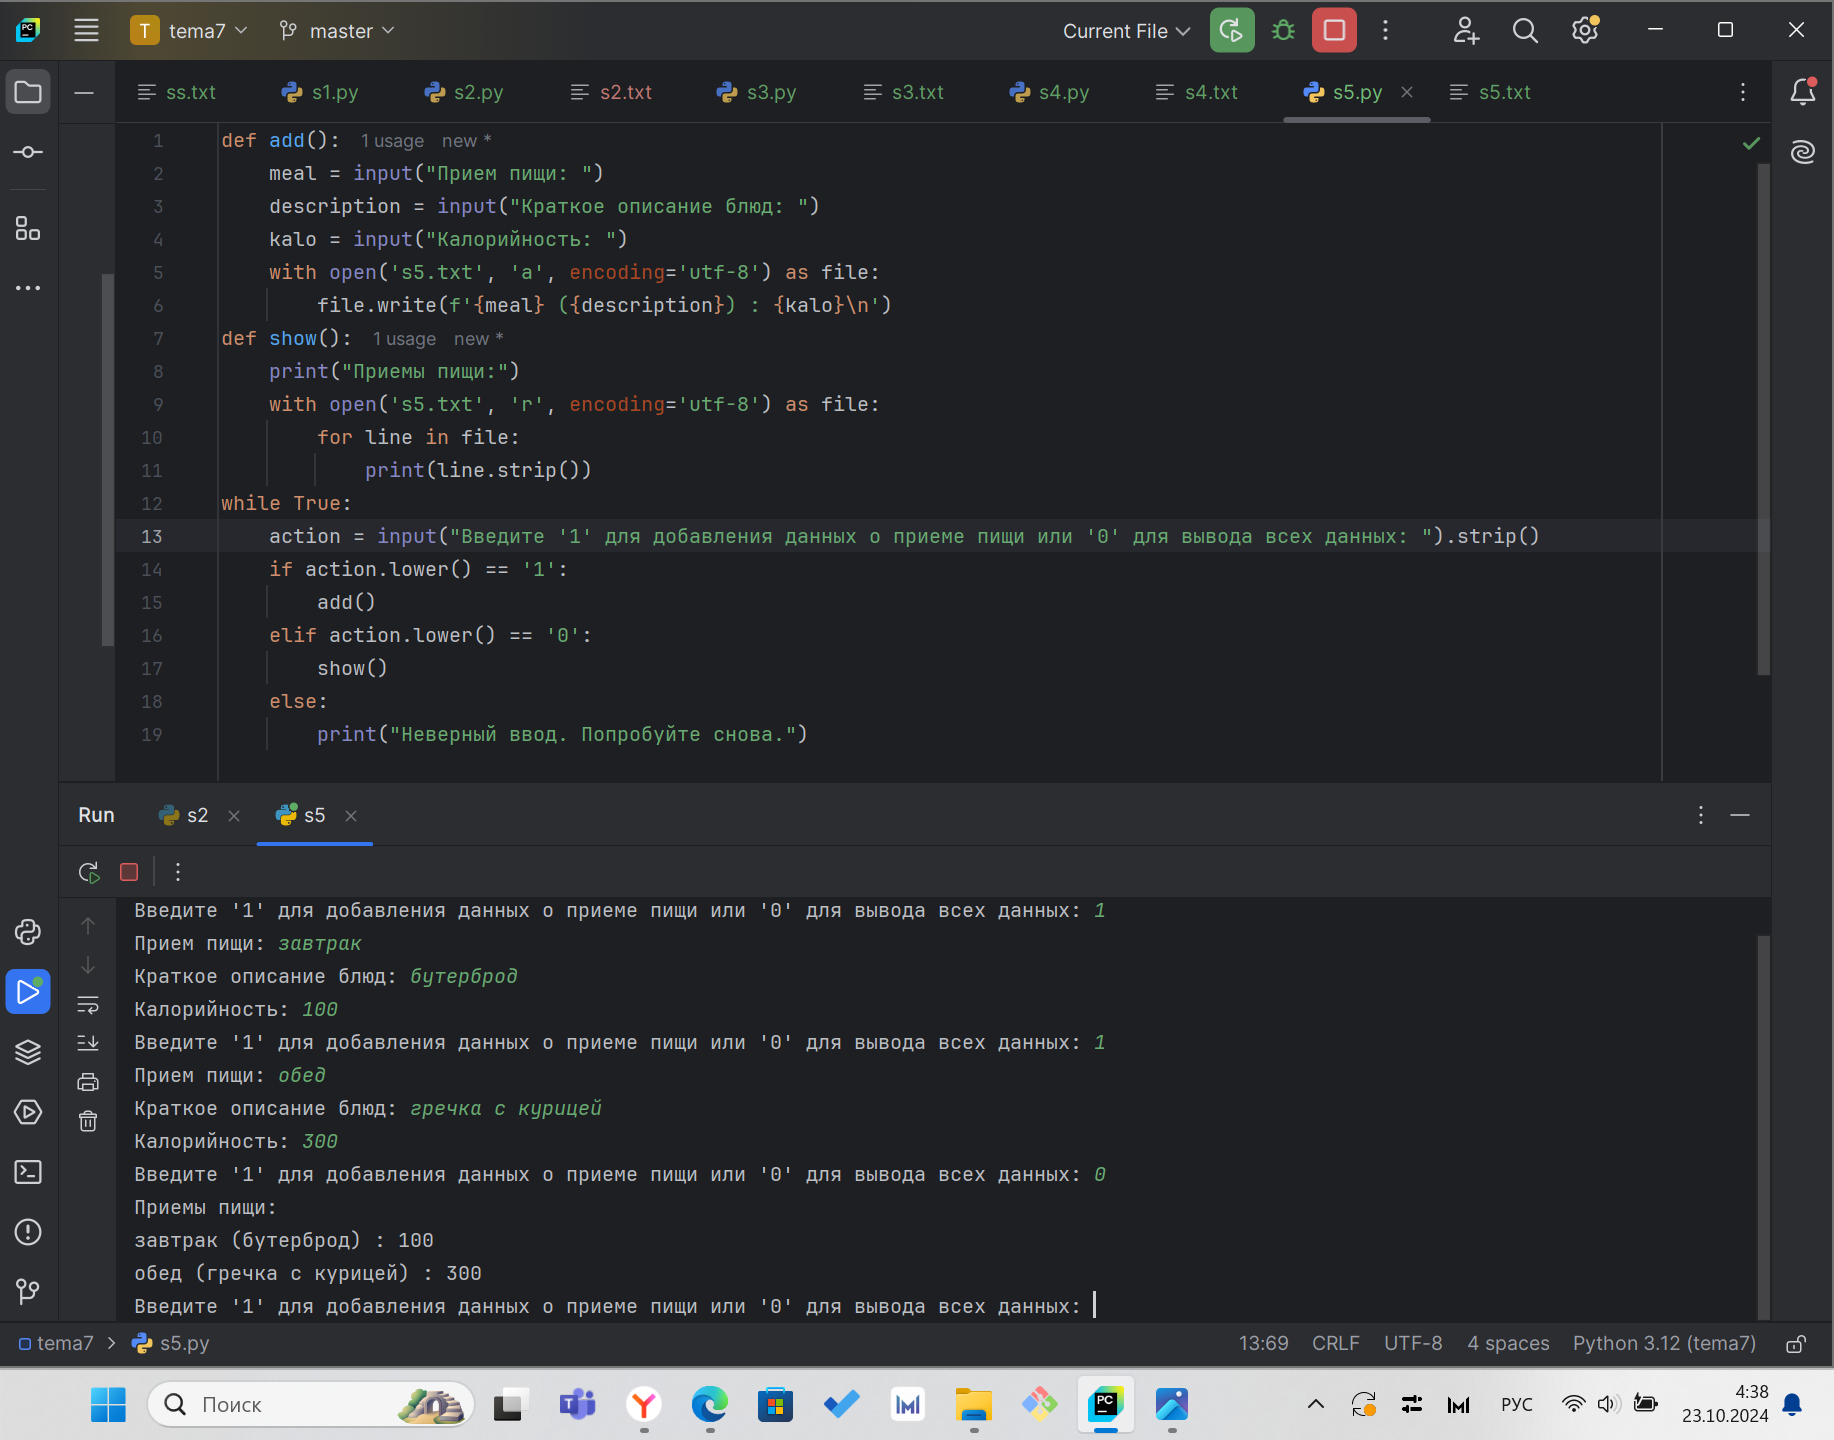 PC
T tema7 master Current File
ss.txt s1.py s2.py s2.txt s3.py s3.txt s4.py s4.txt s5.py s5.txt
1 def add(): 1 usage new *
2 meal = input("Прием пищи: ")
3 description = input("Краткое описание блюд: ")
4 kalo = input("Калорийность: ")
5 with open('s5.txt', 'a', encoding='utf-8') as file:
6 file.write(f'{meal} ({description}) : {kalo}\n')
7 def show(): 1 usage new *
8 print("Приемы пищи:")
9 with open('s5.txt', 'r', encoding='utf-8') as file:
10 for line in file:
11 print(line.strip())
12 while True:
13 action = input("Введите '1' для добавления данных о приеме пищи или '0' для вывода всех данных: ").strip()
14 if action.lower() == '1':
15 add()
16 elif action.lower() == '0':
17 show()
18 else:
19 print("Неверный ввод. Попробуйте снова.")
Run s2 s5
Введите '1' для добавления данных о приеме пищи или '0' для вывода всех данных: 1
Прием пищи: завтрак
Краткое описание блюд: бутерброд
Калорийность: 100
Введите '1' для добавления данных о приеме пищи или '0' для вывода всех данных: 1
Прием пищи: обед
Краткое описание блюд: гречка с курицей
Калорийность: 300
Введите '1' для добавления данных о приеме пищи или '0' для вывода всех данных: 0
Приемы пищи:
завтрак (бутерброд) : 100
обед (гречка с курицей) : 300
Введите '1' для добавления данных о приеме пищи или '0' для вывода всех данных:
tema7 > s5.py 13:69 CRLF UTF-8 4 spaces Python 3.12 (tema7)
Поиск РУС 4:38
23.10.2024